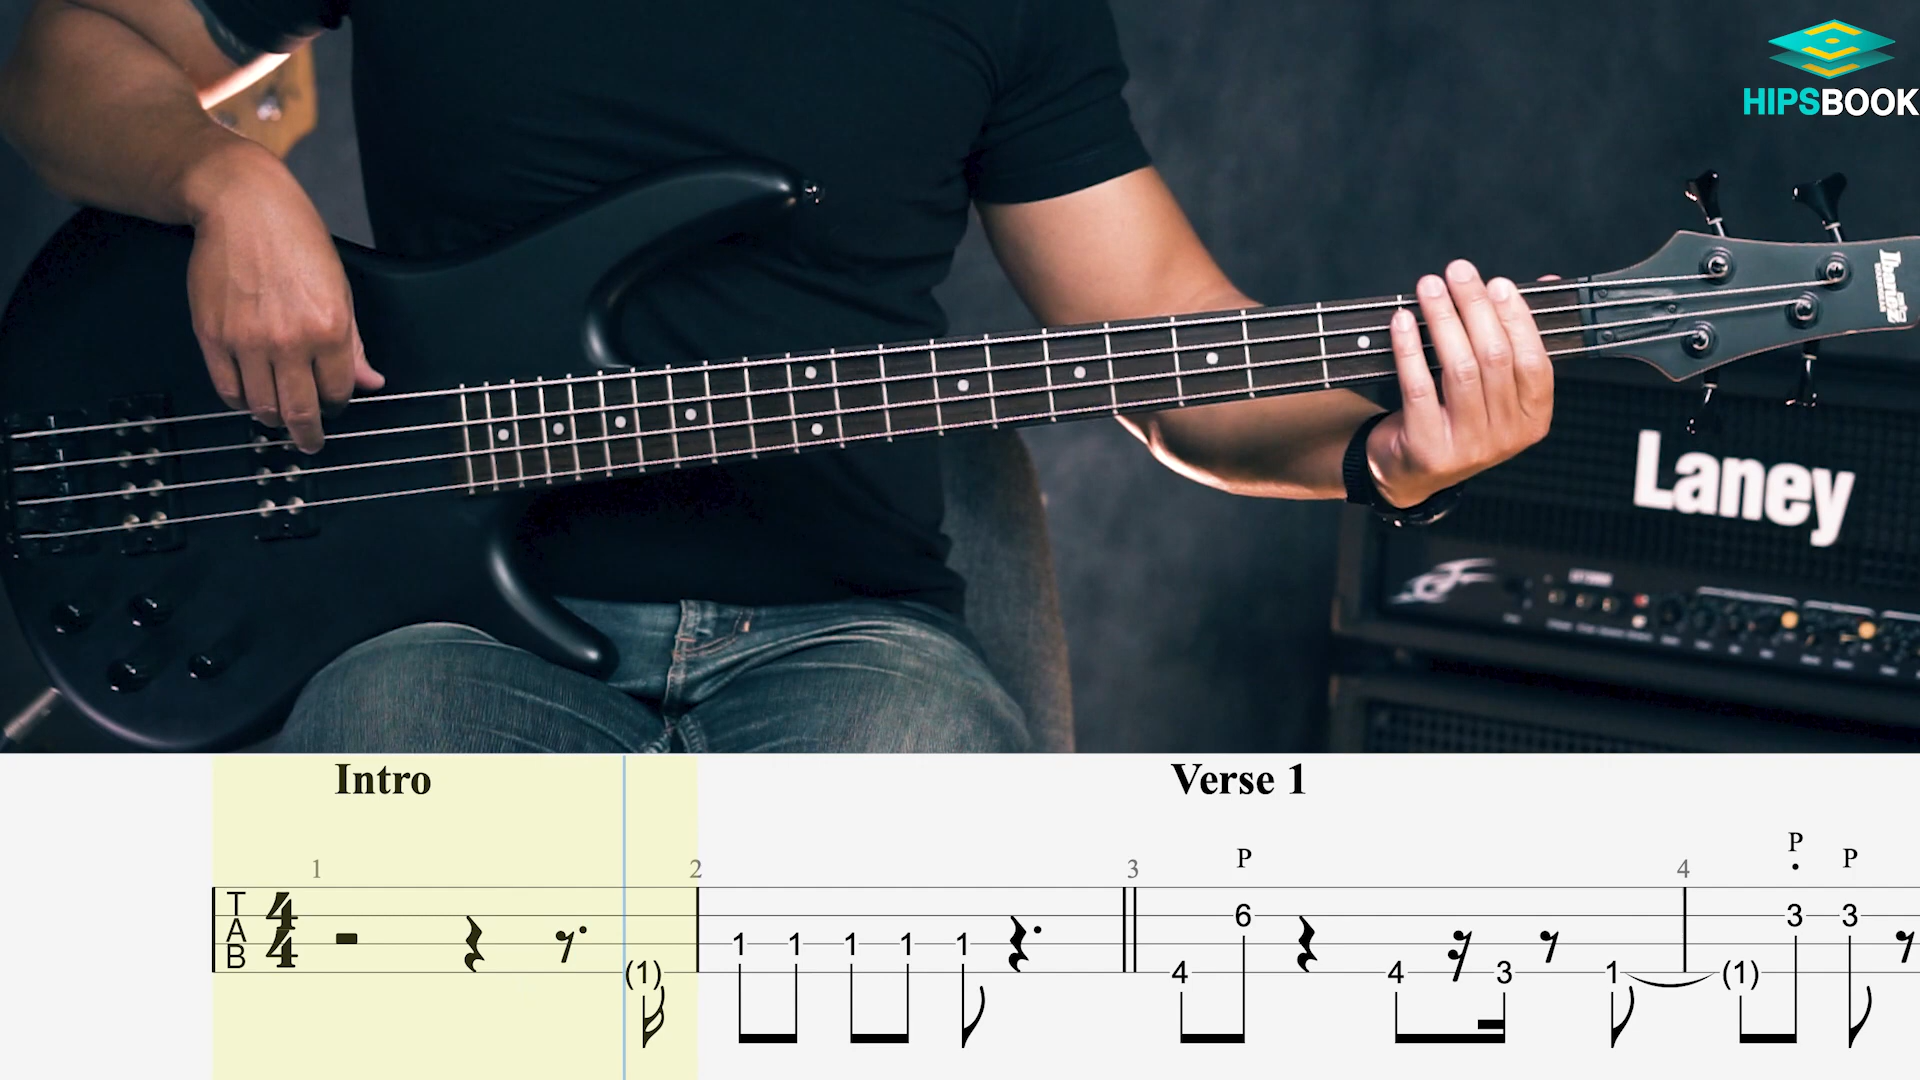 HIPSBOOK
Ibanez
Laney
Intro
Verse 1
1 2 3 4
P P P
T
A
B
4
4
6 3 3
1 1 1 1 1
(1) 4 4 3 1 (1)